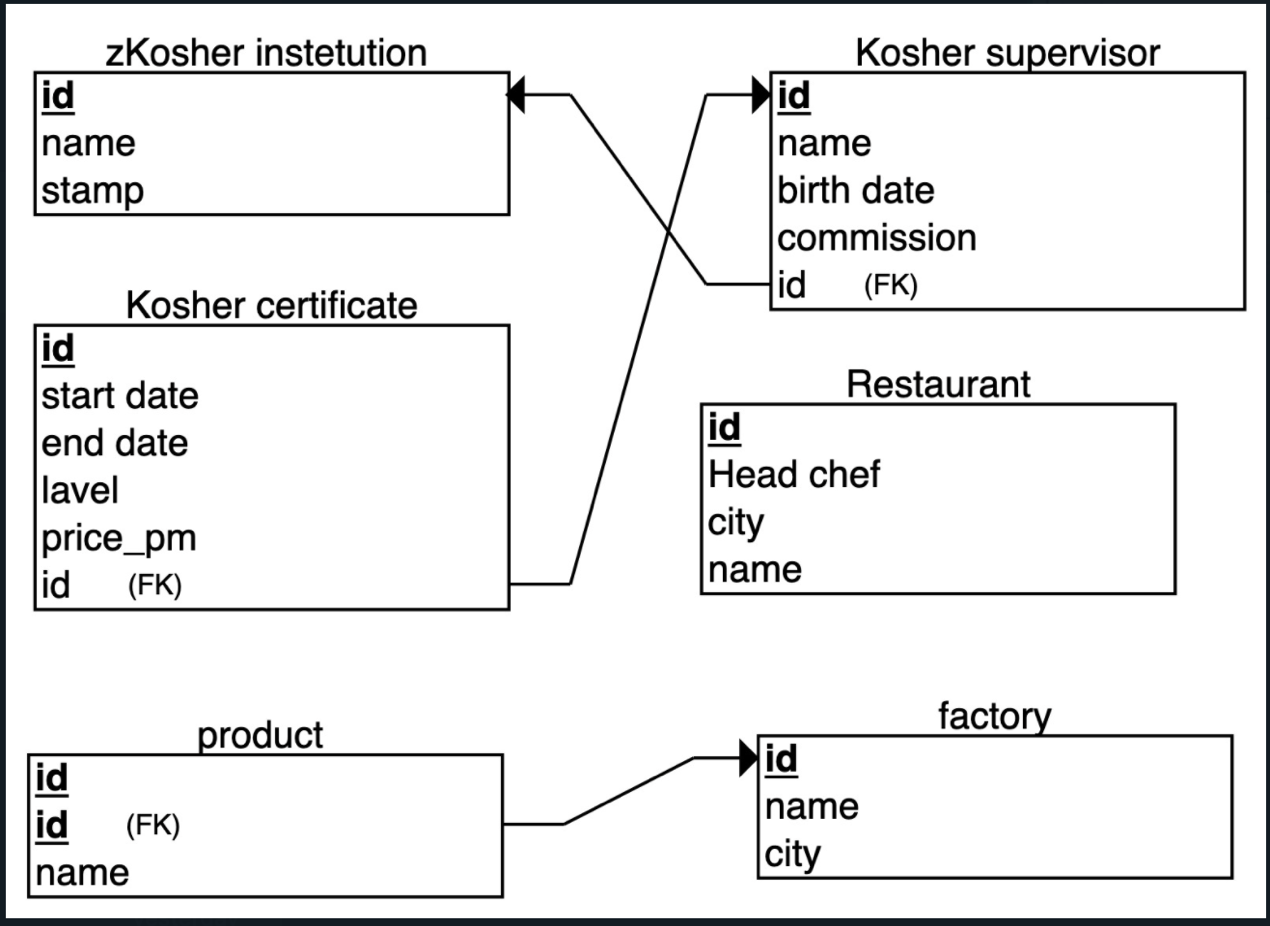 zKosher instetution
id
name
stamp
Kosher supervisor
id
name
birth date
commission
id (FK)
Kosher certificate
id
start date
end date
lavel
price_pm
id (FK)
Restaurant
id
Head chef
city
name
product
id
id (FK)
name
factory
id
name
city